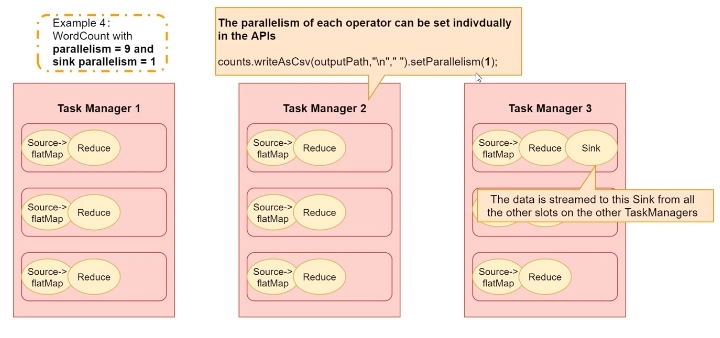 Example 4:
WordCount with
parallelism = 9 and
sink parallelism = 1
The parallelism of each operator can be set indivdually
in the APIs
counts.writeAsCsv(outputPath,"\n"," ").setParallelism(1);
Task Manager 1
Source->
flatMap
Reduce
Source->
flatMap
Reduce
Source->
flatMap
Reduce
Task Manager 2
Source->
flatMap
Reduce
Source->
flatMap
Reduce
Source->
flatMap
Reduce
Task Manager 3
Source->
flatMap
Reduce
Sink
The data is streamed to this Sink from all
the other slots on the other TaskManagers
Source->
flatMap
Reduce